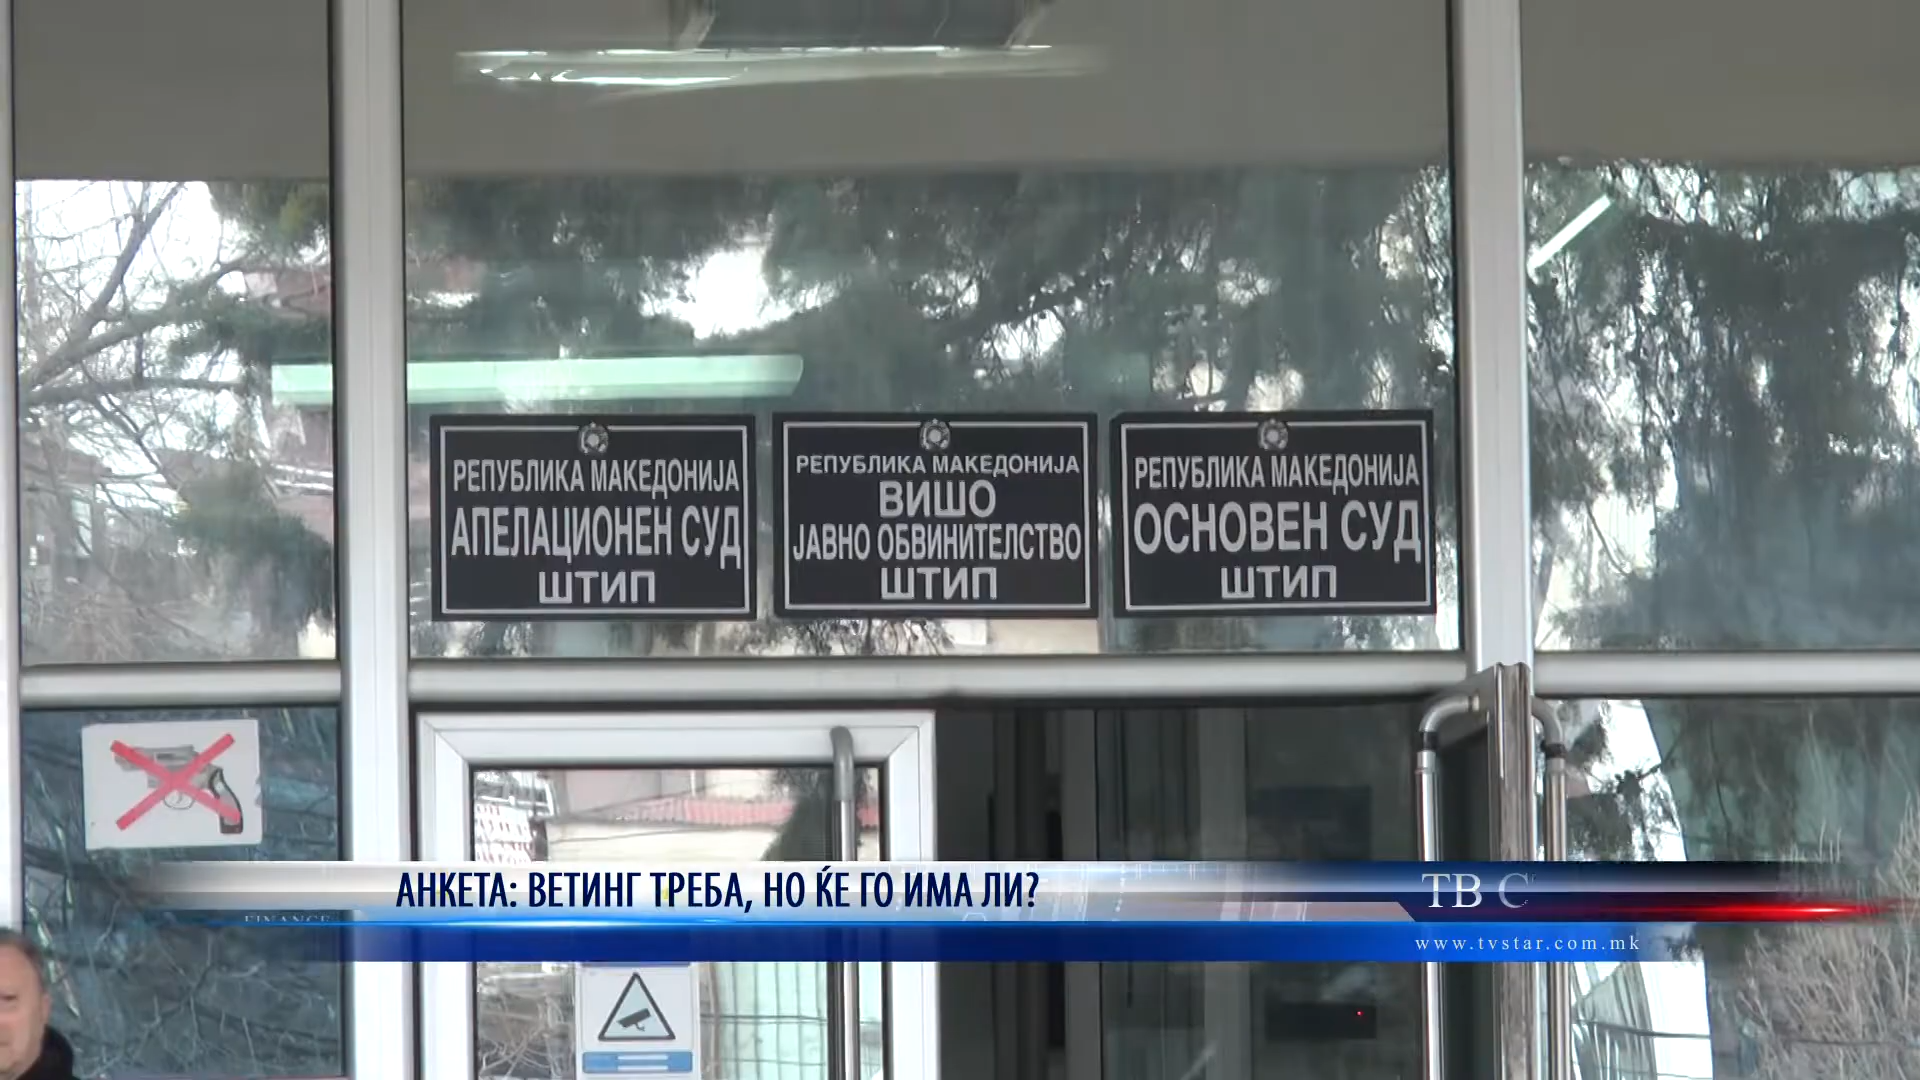 РЕПУБЛИКА МАКЕДОНИЈА
АПЕЛАЦИОНЕН СУД
ШТИП
РЕПУБЛИКА МАКЕДОНИЈА
ВИШО
ЈАВНО ОБВИНИТЕЛСТВО
ШТИП
РЕПУБЛИКА МАКЕДОНИЈА
ОСНОВЕН СУД
ШТИП
АНКЕТА: ВЕТИНГ ТРЕБА, НО ЌЕ ГО ИМА ЛИ?
ТВ С
FINANCE
www.tvstar.com.mk